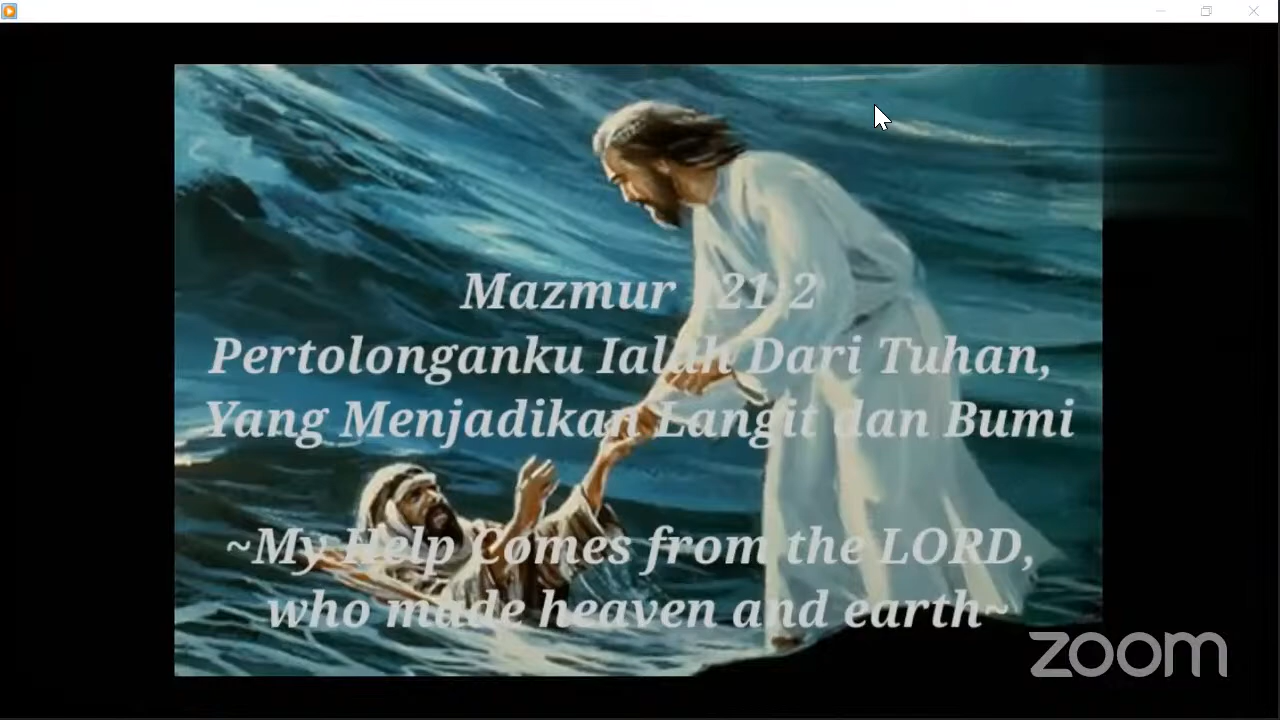 Mazmur 121:2
Pertolonganku Ialah Dari Tuhan,
Yang Menjadikan Langit dan Bumi
~My Help Comes from the LORD,
who made heaven and earth~
zoom